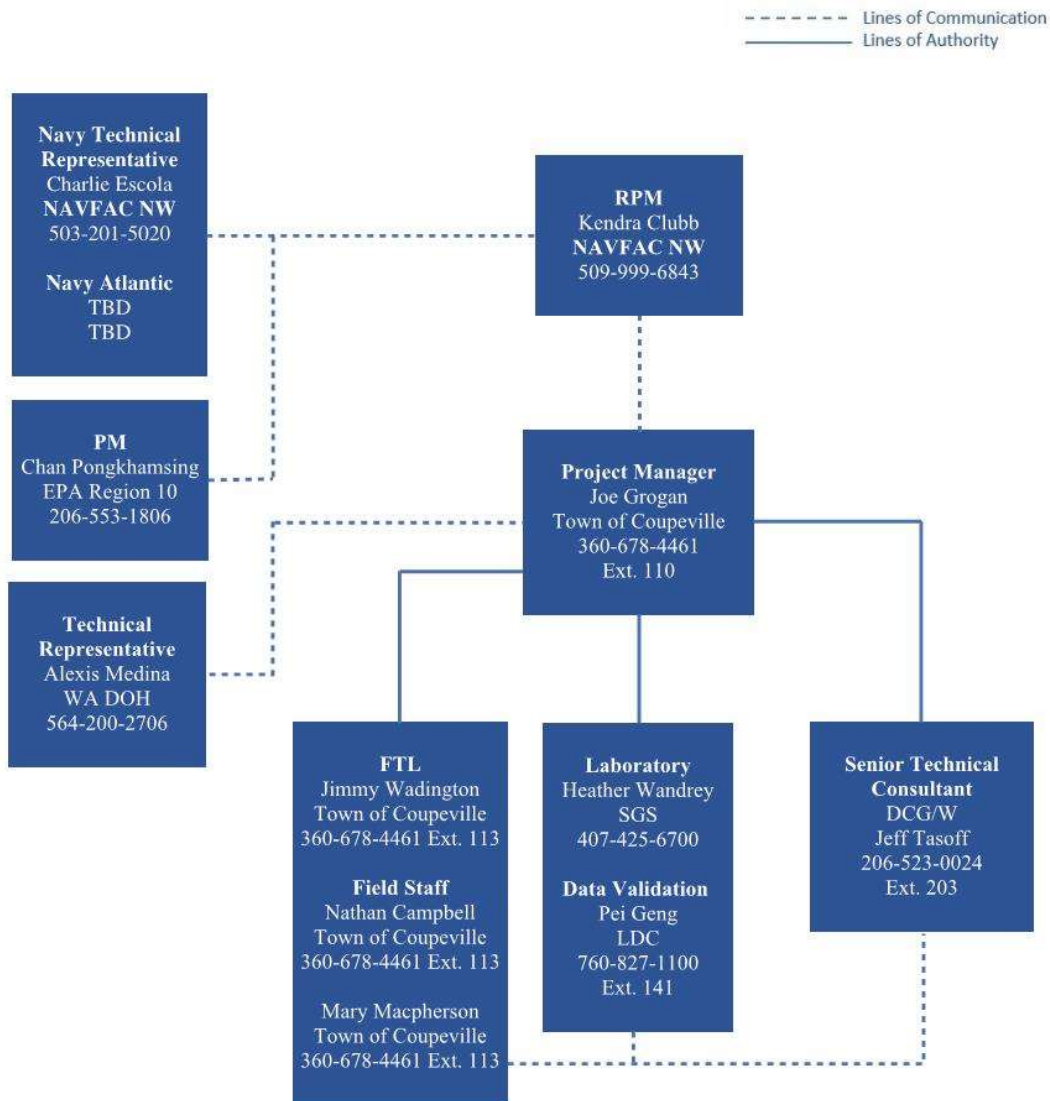 Lines of Communication
Lines of Authority
Navy Technical
Representative
Charlie Escola
NAVFAC NW
503-201-5020
Navy Atlantic
TBD
TBD
RPM
Kendra Clubb
NAVFAC NW
509-999-6843
PM
Chan Pongkhamsing
EPA Region 10
206-553-1806
Project Manager
Joe Grogan
Town of Coupeville
360-678-4461
Ext. 110
Technical
Representative
Alexis Medina
WA DOH
564-200-2706
FTL
Jimmy Wadington
Town of Coupeville
360-678-4461 Ext. 113
Field Staff
Nathan Campbell
Town of Coupeville
360-678-4461 Ext. 113
Mary Macpherson
Town of Coupeville
360-678-4461 Ext. 113
Laboratory
Heather Wandrey
SGS
407-425-6700
Data Validation
Pei Geng
LDC
760-827-1100
Ext. 141
Senior Technical
Consultant
DCG/W
Jeff Tasoff
206-523-0024
Ext. 203